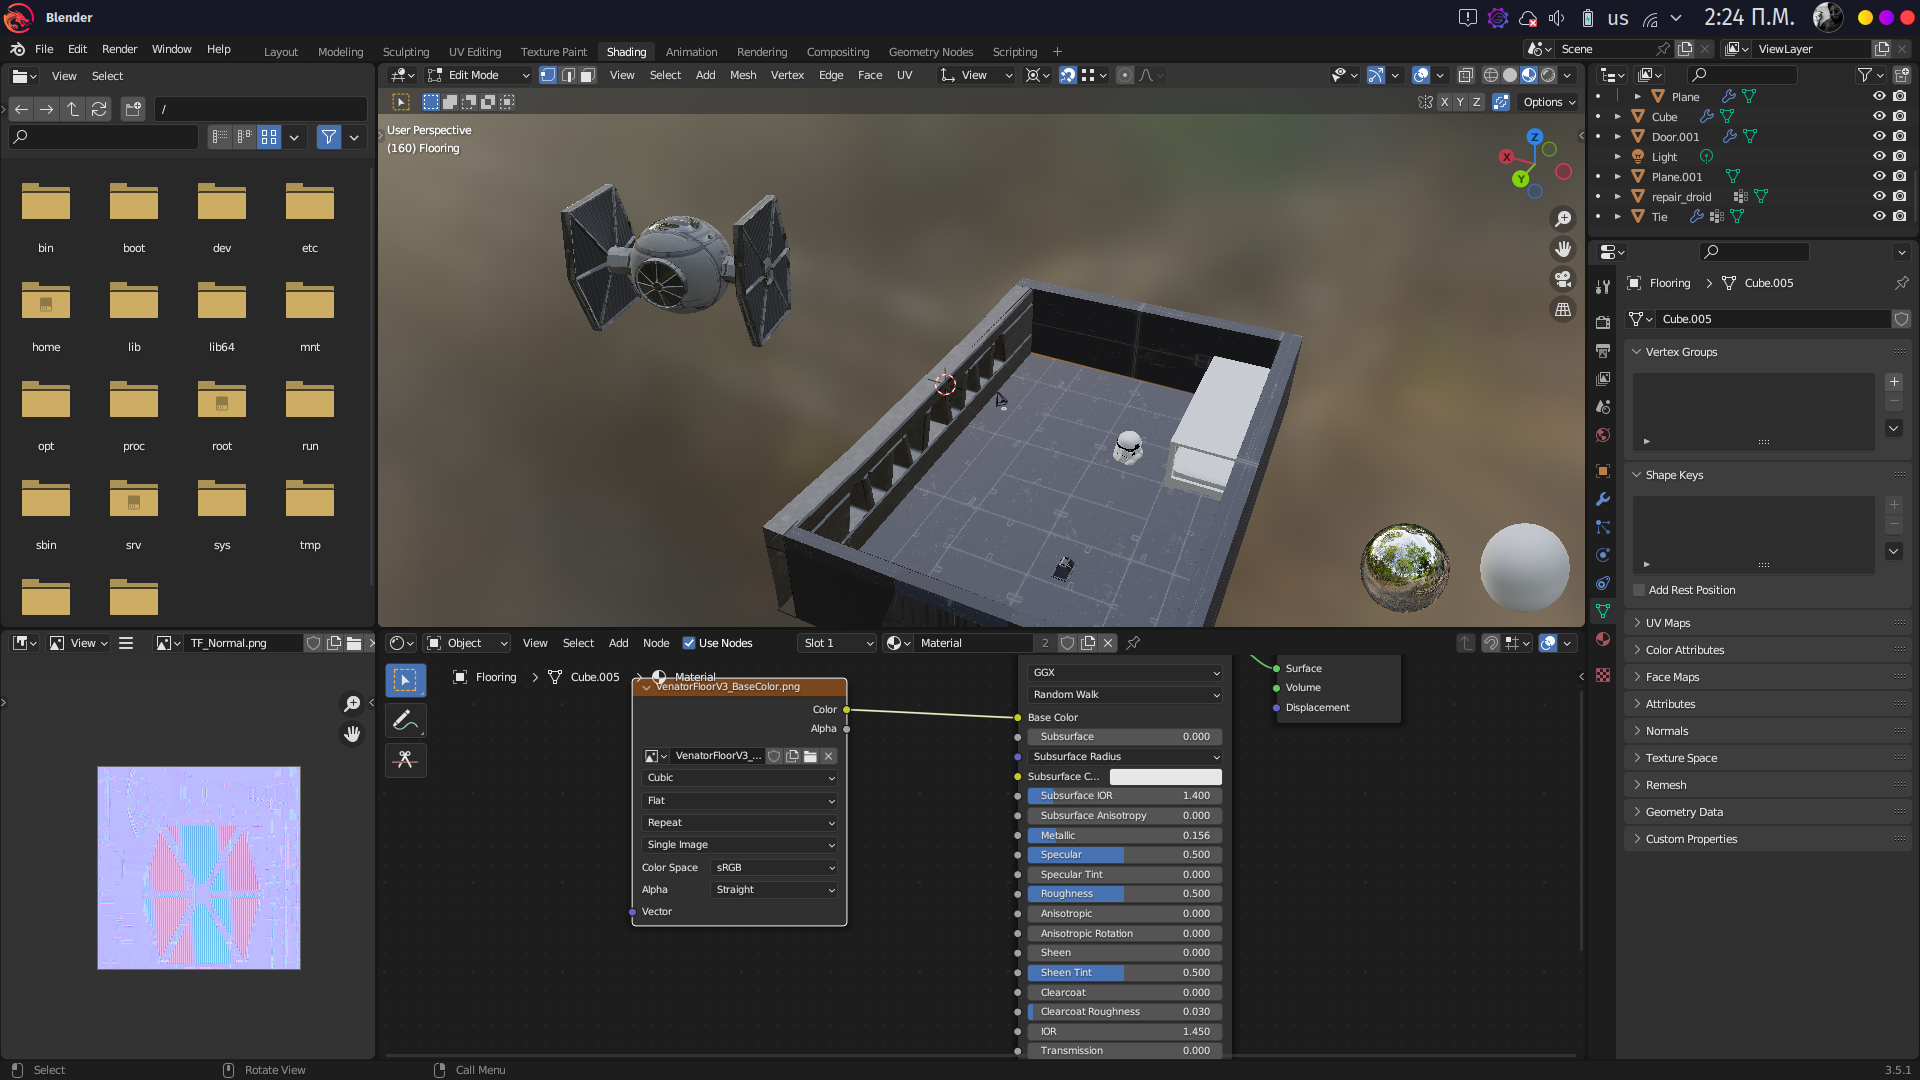 Blender
us
2:24 П.М.
File Edit Render Window Help
Layout Modeling Sculpting UV Editing Texture Paint Shading Animation Rendering Compositing Geometry Nodes Scripting +
Scene
ViewLayer
View Select
Edit Mode View Select Add Mesh Vertex Edge Face UV View
/
X Y Z Options
User Perspective
(160) Flooring
Z
X
Y
bin boot dev etc
home lib lib64 mnt
opt proc root run
sbin srv sys tmp
Plane
Cube
Door.001
Light
Plane.001
repair_droid
Tie
Flooring > Cube.005
Cube.005
Vertex Groups
Shape Keys
Add Rest Position
UV Maps
Color Attributes
Face Maps
Attributes
Normals
Texture Space
Remesh
Geometry Data
Custom Properties
View TF_Normal.png
Object View Select Add Node Use Nodes Slot 1 Material 2
Flooring > Cube.005 > Material
VenatorFloorV3_BaseColor.png
Color
Alpha
VenatorFloorV3_...
Cubic
Flat
Repeat
Single Image
Color Space sRGB
Alpha Straight
Vector
GGX
Random Walk
Base Color
Subsurface 0.000
Subsurface Radius
Subsurface C...
Subsurface IOR 1.400
Subsurface Anisotropy 0.000
Metallic 0.156
Specular 0.500
Specular Tint 0.000
Roughness 0.500
Anisotropic 0.000
Anisotropic Rotation 0.000
Sheen 0.000
Sheen Tint 0.500
Clearcoat 0.000
Clearcoat Roughness 0.030
IOR 1.450
Transmission 0.000
Surface
Volume
Displacement
Select Rotate View Call Menu 3.5.1